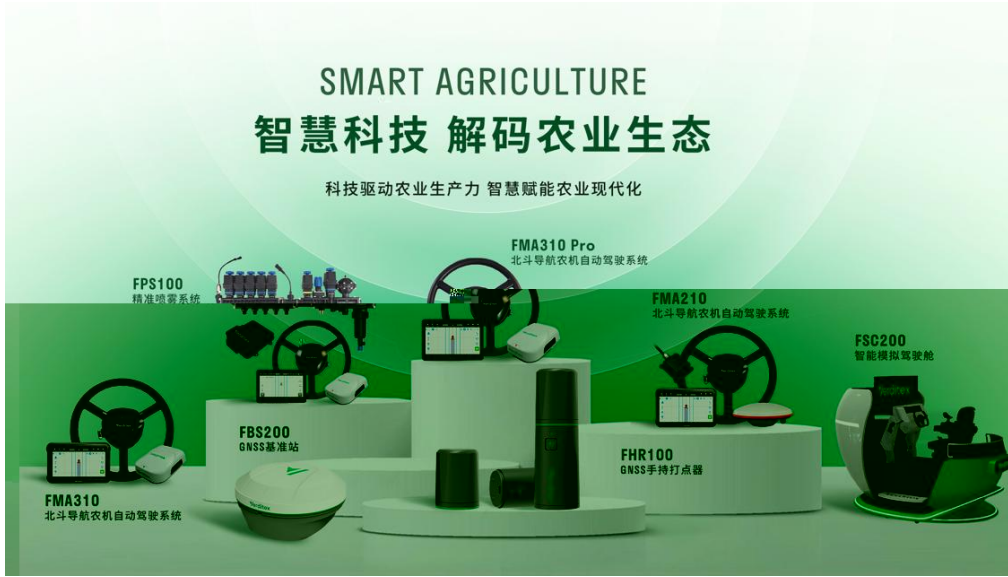 SMART AGRICULTURE
智慧科技 解码农业生态
科技驱动农业生产力 智慧赋能农业现代化
FMA310 Pro
北斗导航农机自动驾驶系统
FPS100
精准喷雾系统
FMA210
北斗导航农机自动驾驶系统
FSC200
智能模拟驾驶舱
FBS200
GNSS基准站
FHR100
GNSS手持打点器
FMA310
北斗导航农机自动驾驶系统